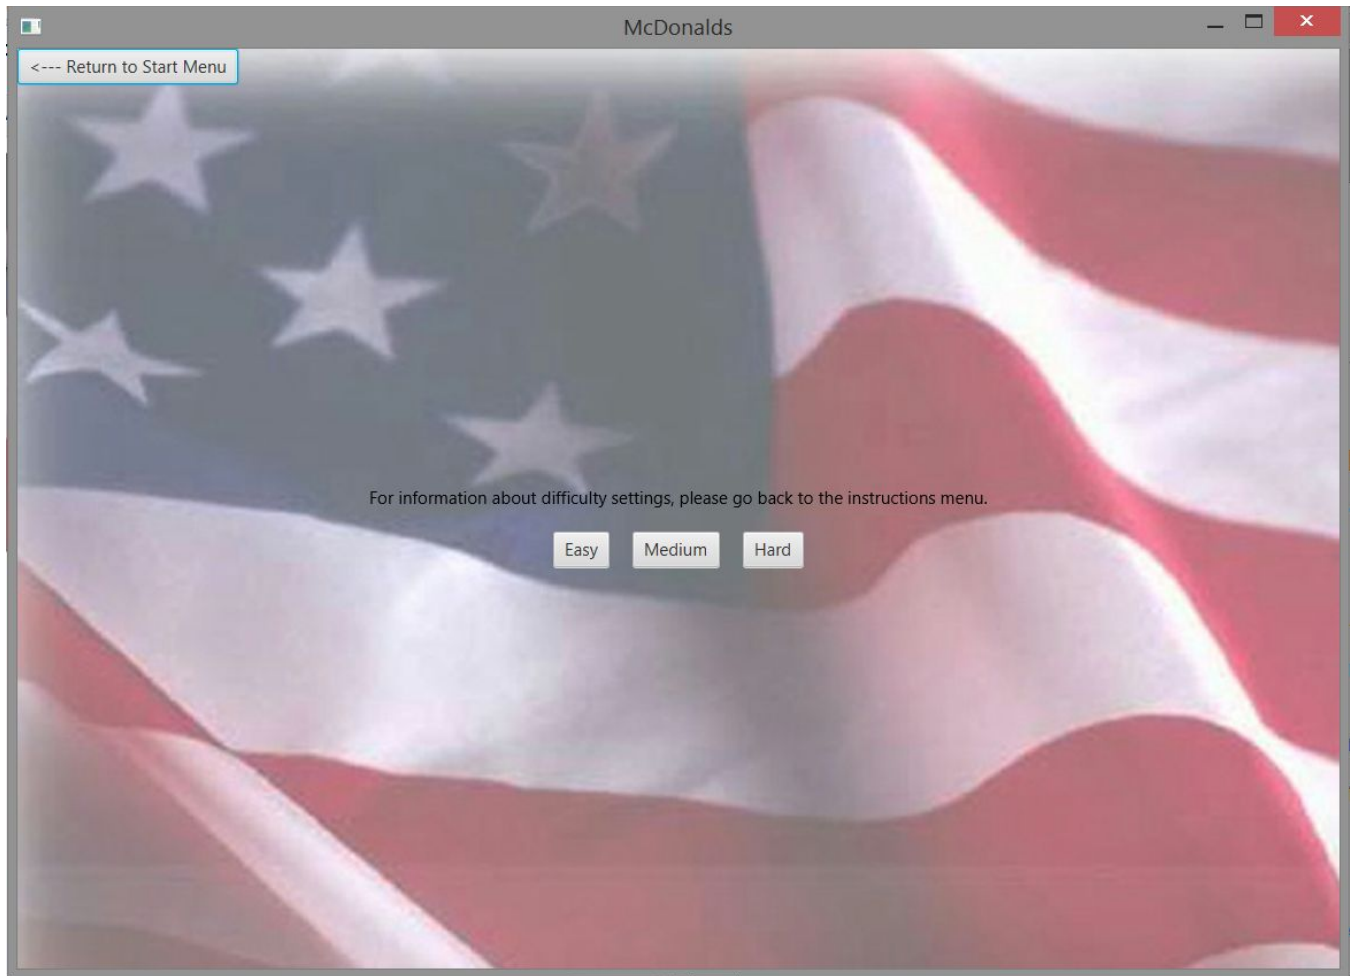 McDonalds
<--- Return to Start Menu
For information about difficulty settings, please go back to the instructions menu.
Easy
Medium
Hard